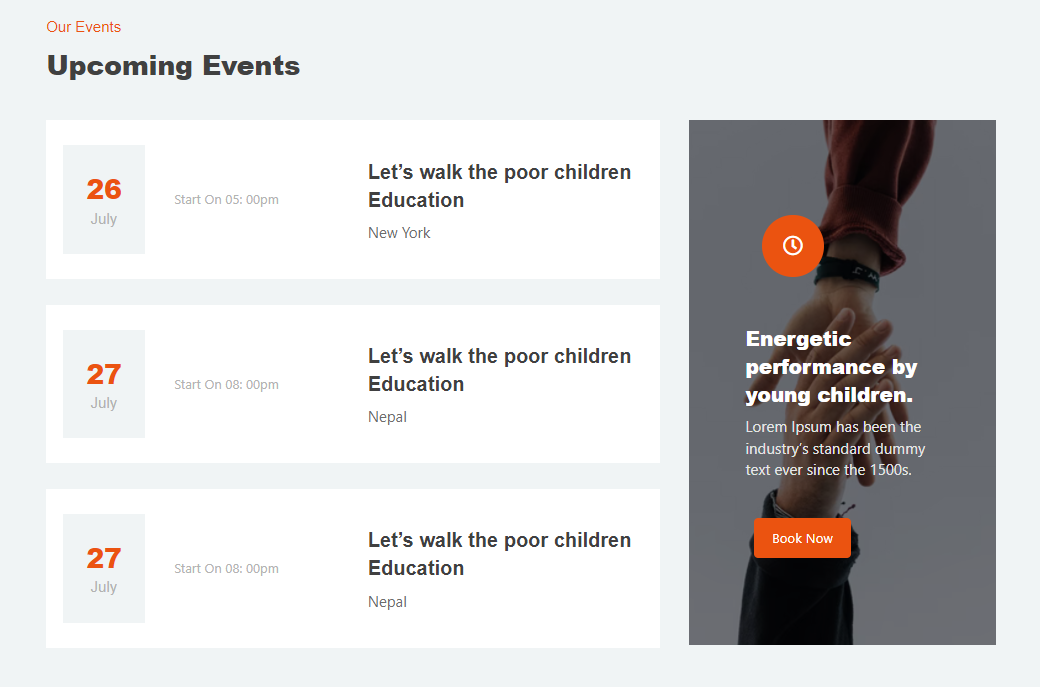 Our Events
Upcoming Events
26
July
Start On 05: 00pm
Let’s walk the poor children
Education
New York
27
July
Start On 08: 00pm
Let’s walk the poor children
Education
Nepal
27
July
Start On 08: 00pm
Let’s walk the poor children
Education
Nepal
Energetic
performance by
young children.
Lorem Ipsum has been the
industry’s standard dummy
text ever since the 1500s.
Book Now